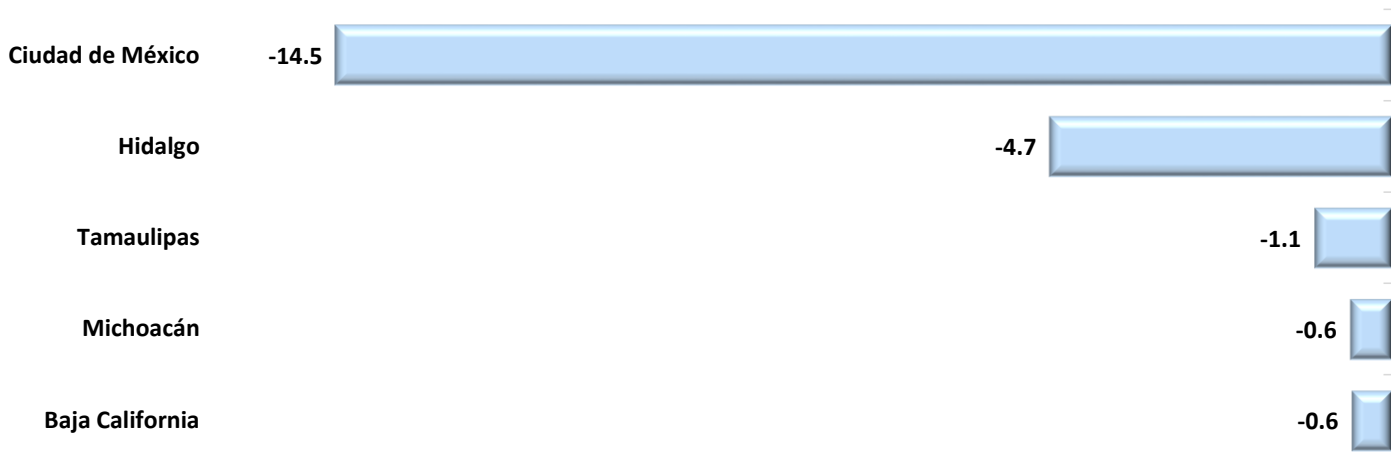 Ciudad de México -14.5
Hidalgo -4.7
Tamaulipas -1.1
Michoacán -0.6
Baja California -0.6